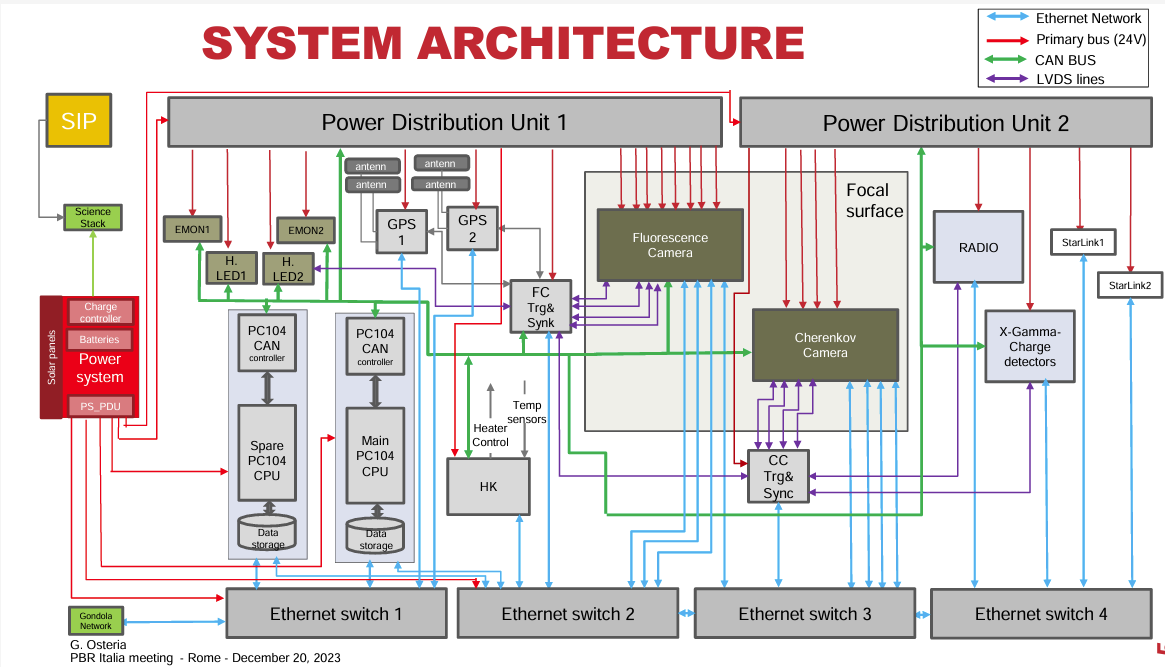 SYSTEM ARCHITECTURE
Ethernet Network
Primary bus (24V)
CAN BUS
LVDS lines
SIP
Power Distribution Unit 1
Power Distribution Unit 2
antenn
antenn
antenn
antenn
Science
Stack
EMON1
EMON2
H.
LED1
H.
LED2
GPS
1
GPS
2
Focal
surface
Fluorescence
Camera
RADIO
StarLink1
StarLink2
FC
Trg&
Synk
Solar panels
Charge
controller
Batteries
Power
system
PS_PDU
PC104
CAN
controller
PC104
CAN
controller
Cherenkov
Camera
X-Gamma-
Charge
detectors
Temp
sensors
Heater
Control
Spare
PC104
CPU
Main
PC104
CPU
HK
CC
Trg&
Sync
Data
storage
Data
storage
Gondola
Network
Ethernet switch 1
Ethernet switch 2
Ethernet switch 3
Ethernet switch 4
G. Osteria
PBR Italia meeting - Rome - December 20, 2023